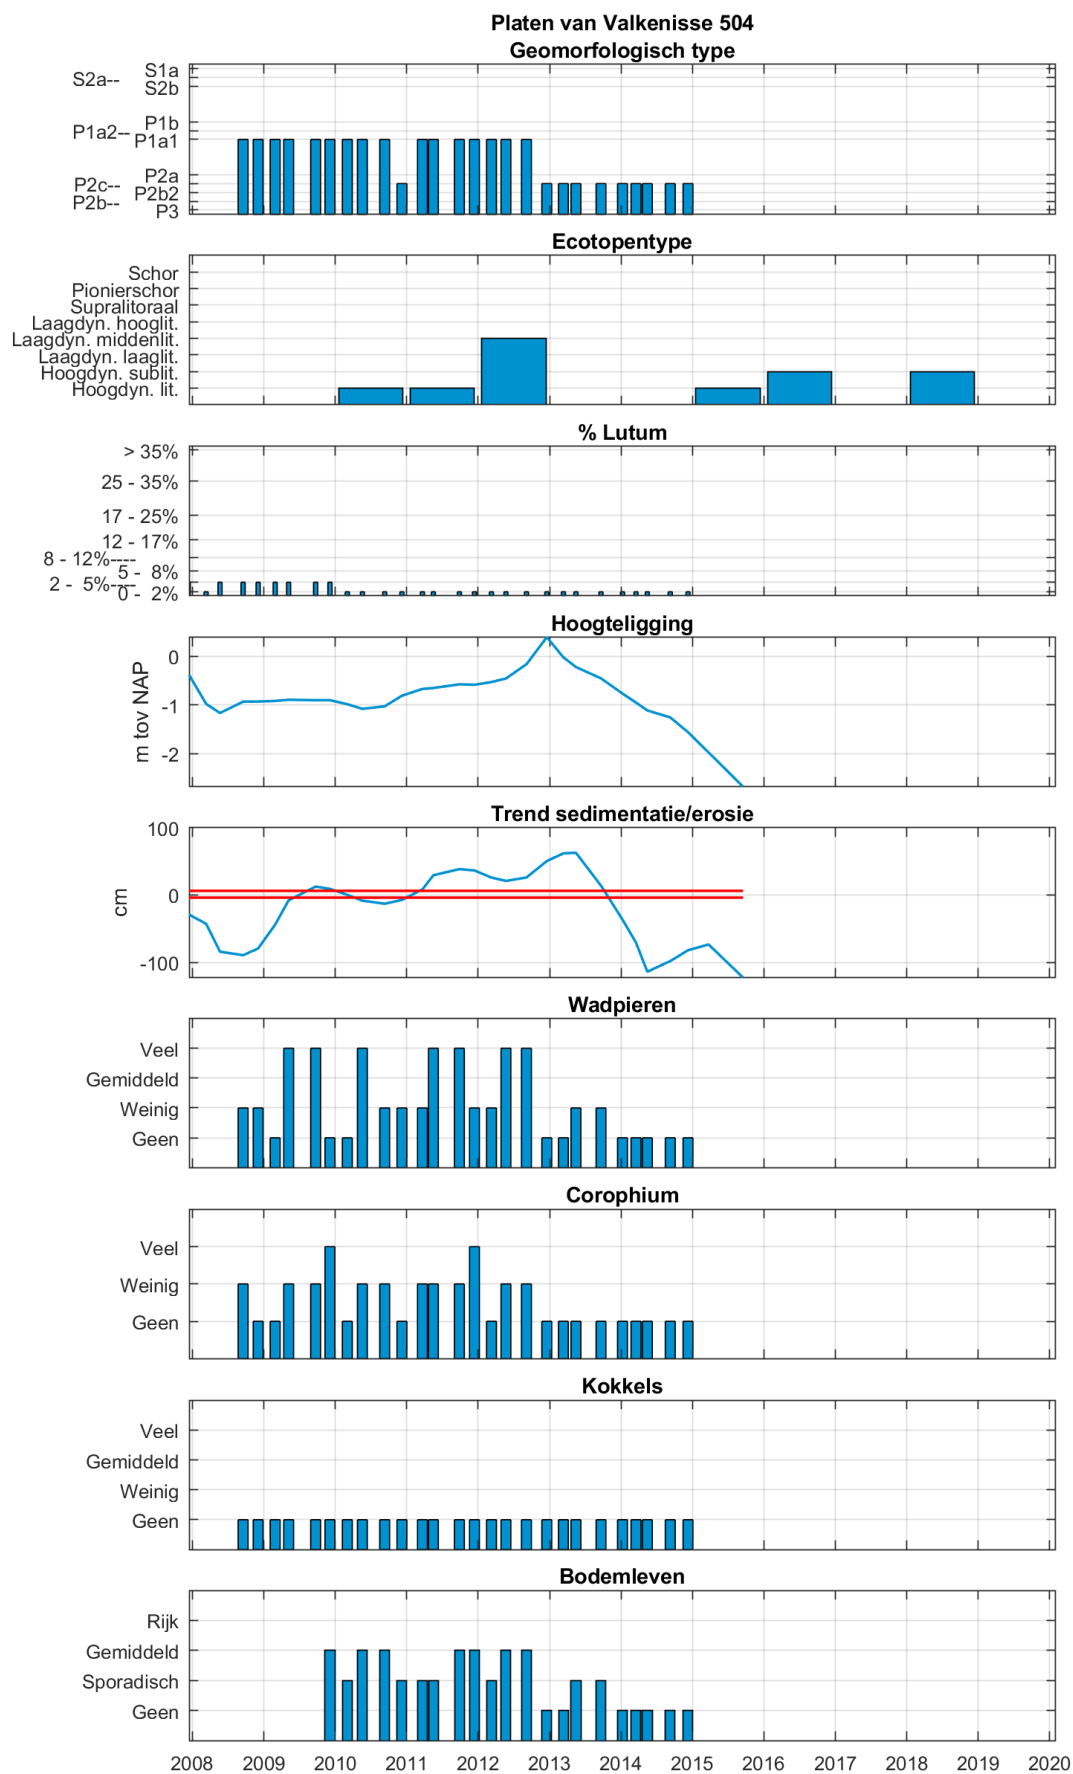 Platen van Valkenisse 504
Geomorfologisch type
S1a
S2a--
S2b
P1b
P1a2--
P1a1
P2a
P2c--
P2b2
P2b--
P3
Ecotopentype
Schor
Pionierschor
Supralitoraal
Laagdyn. hooglit.
Laagdyn. middenlit.
Laagdyn. laaglit.
Hoogdyn. sublit.
Hoogdyn. lit.
% Lutum
> 35%
25 - 35%
17 - 25%
12 - 17%
8 - 12%----
5 - 8%
2 - 5%----
0 - 2%
Hoogteligging
0
-1
-2
m tov NAP
Trend sedimentatie/erosie
100
0
-100
cm
Wadpieren
Veel
Gemiddeld
Weinig
Geen
Corophium
Veel
Weinig
Geen
Kokkels
Veel
Gemiddeld
Weinig
Geen
Bodemleven
Rijk
Gemiddeld
Sporadisch
Geen
2008 2009 2010 2011 2012 2013 2014 2015 2016 2017 2018 2019 2020